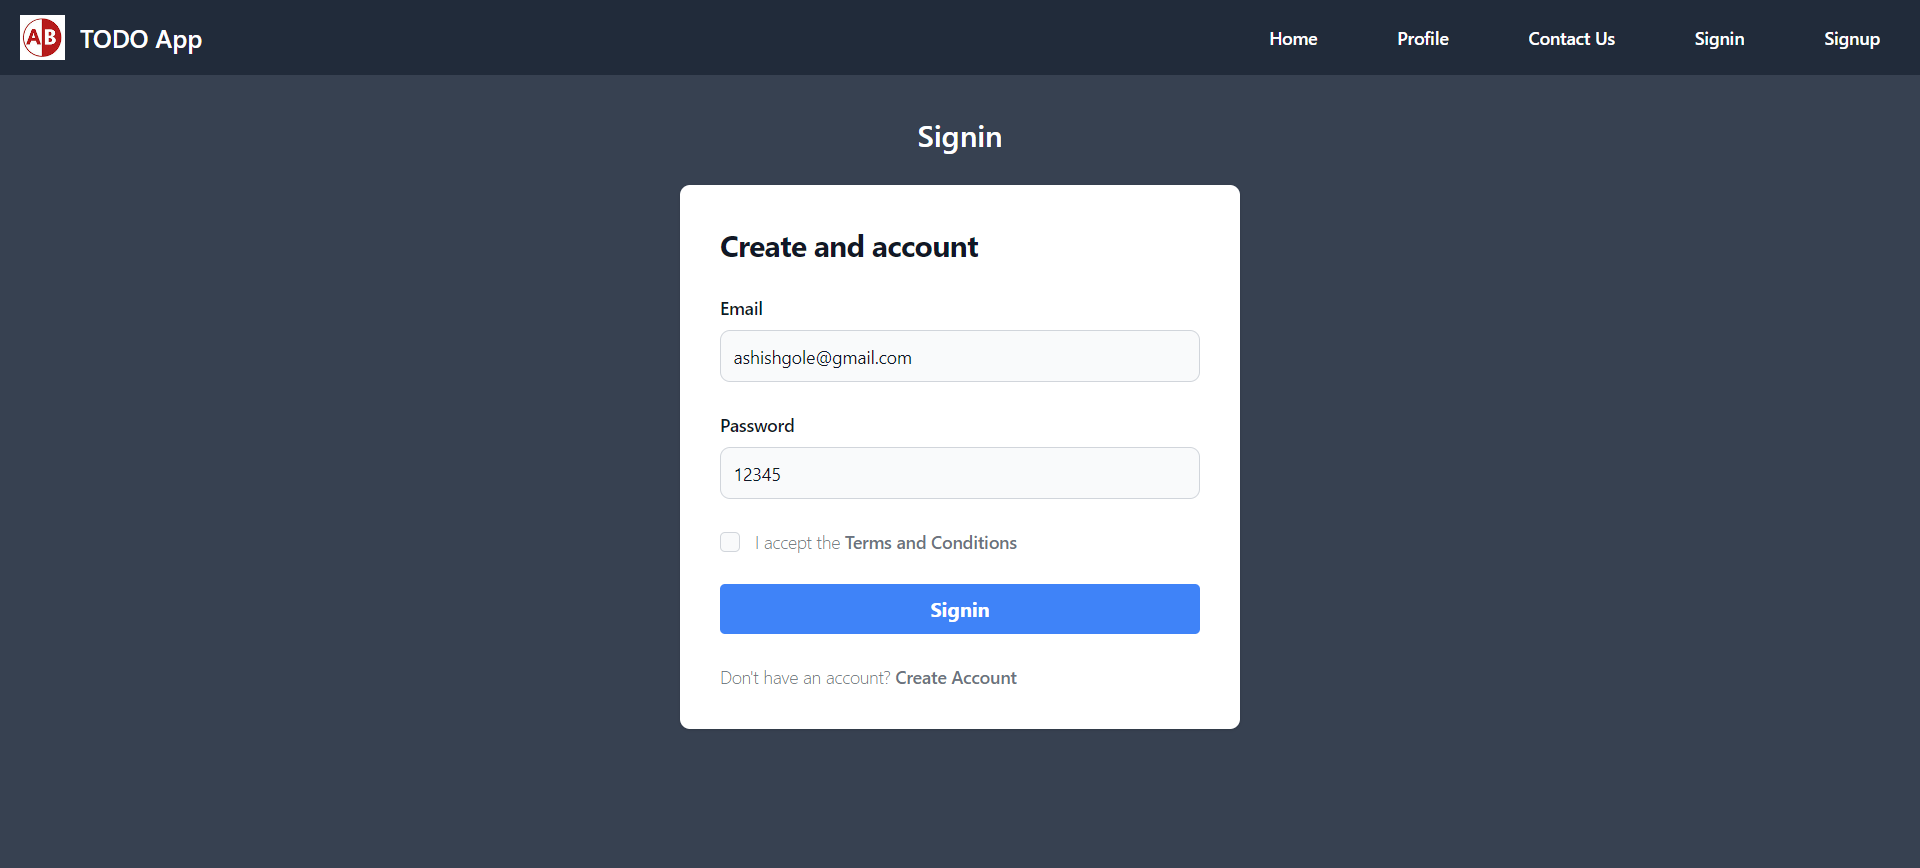 AB TODO App Home Profile Contact Us Signin Signup
Signin
Create and account
Email
ashishgole@gmail.com
Password
12345
I accept the Terms and Conditions
Signin
Don't have an account? Create Account